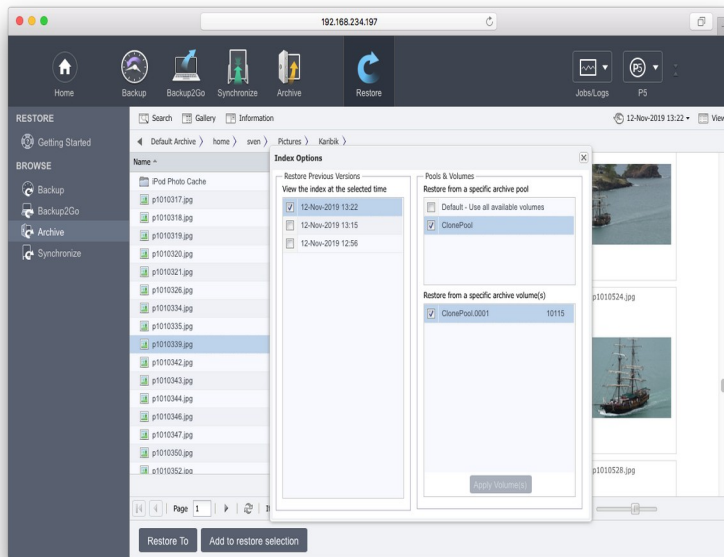 192.168.234.197
Home
Backup
Backup2Go
Synchronize
Archive
Restore
Jobs/Logs
P5
P5
RESTORE
Getting Started
BROWSE
Backup
Backup2Go
Archive
Synchronize
Search
Gallery
Information
12-Nov-2019 13:22
View
Default Archive
home
sven
Pictures
Karibik
Name
iPod Photo Cache
p1010317.jpg
p1010318.jpg
p1010319.jpg
p1010320.jpg
p1010321.jpg
p1010326.jpg
p1010334.jpg
p1010335.jpg
p1010339.jpg
p1010342.jpg
p1010343.jpg
p1010344.jpg
p1010346.jpg
p1010347.jpg
p1010350.jpg
p1010352.jpg
Page 1
Restore To
Add to restore selection
Index Options
Restore Previous Versions
View the index at the selected time
12-Nov-2019 13:22
12-Nov-2019 13:15
12-Nov-2019 12:56
Pools & Volumes
Restore from a specific archive pool
Default - Use all available volumes
ClonePool
Restore from a specific archive volume(s)
ClonePool.0001 10115
Apply Volume(s)
p1010524.jpg
p1010528.jpg